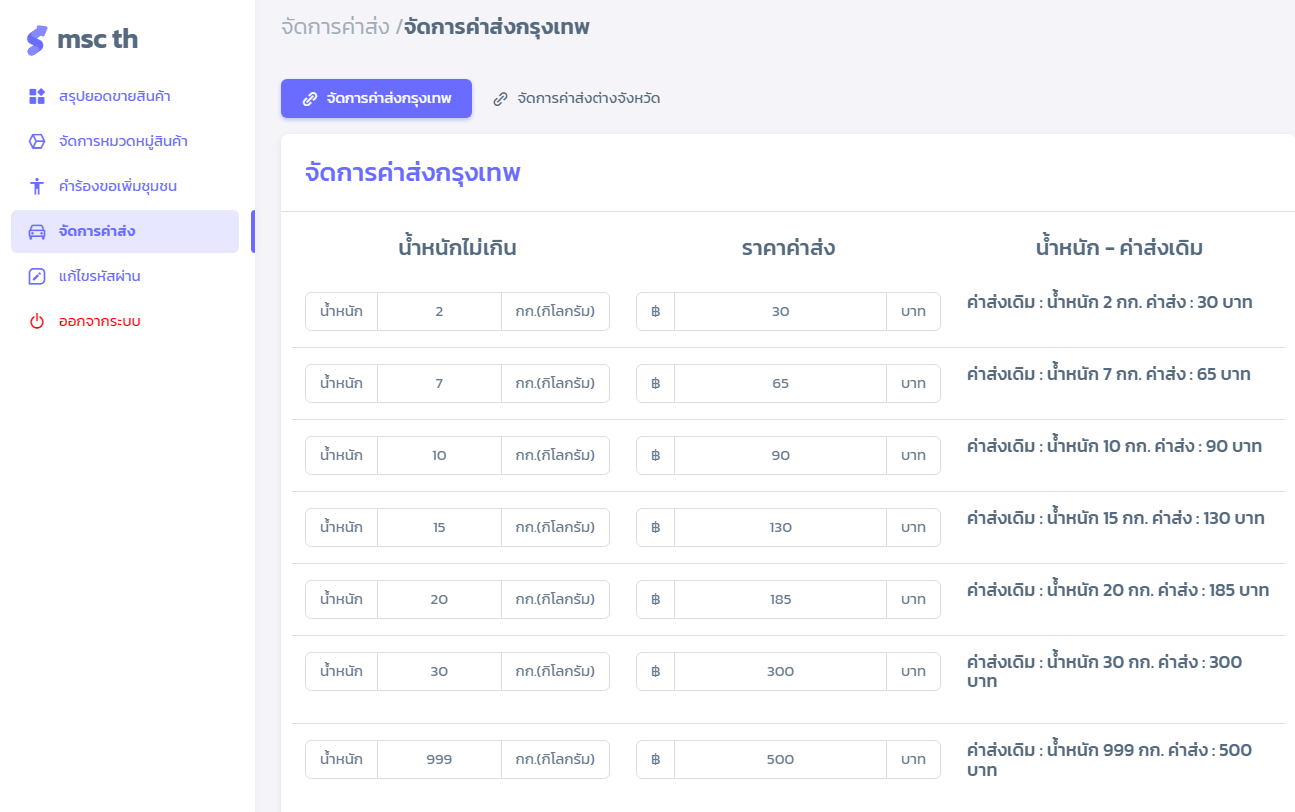 msc th
สรุปยอดขายสินค้า
จัดการหมวดหมู่สินค้า
คำร้องขอเพิ่มชุมชน
จัดการค่าส่ง
แก้ไขรหัสผ่าน
ออกจากระบบ
จัดการค่าส่ง /จัดการค่าส่งกรุงเทพ
จัดการค่าส่งกรุงเทพ จัดการค่าส่งต่างจังหวัด
จัดการค่าส่งกรุงเทพ
น้ำหนักไม่เกิน ราคาค่าส่ง น้ำหนัก - ค่าส่งเดิม
น้ำหนัก 2 กก.(กิโลกรัม) ฿ 30 บาท ค่าส่งเดิม : น้ำหนัก 2 กก. ค่าส่ง : 30 บาท
น้ำหนัก 7 กก.(กิโลกรัม) ฿ 65 บาท ค่าส่งเดิม : น้ำหนัก 7 กก. ค่าส่ง : 65 บาท
น้ำหนัก 10 กก.(กิโลกรัม) ฿ 90 บาท ค่าส่งเดิม : น้ำหนัก 10 กก. ค่าส่ง : 90 บาท
น้ำหนัก 15 กก.(กิโลกรัม) ฿ 130 บาท ค่าส่งเดิม : น้ำหนัก 15 กก. ค่าส่ง : 130 บาท
น้ำหนัก 20 กก.(กิโลกรัม) ฿ 185 บาท ค่าส่งเดิม : น้ำหนัก 20 กก. ค่าส่ง : 185 บาท
น้ำหนัก 30 กก.(กิโลกรัม) ฿ 300 บาท ค่าส่งเดิม : น้ำหนัก 30 กก. ค่าส่ง : 300
บาท
น้ำหนัก 999 กก.(กิโลกรัม) ฿ 500 บาท ค่าส่งเดิม : น้ำหนัก 999 กก. ค่าส่ง : 500
บาท